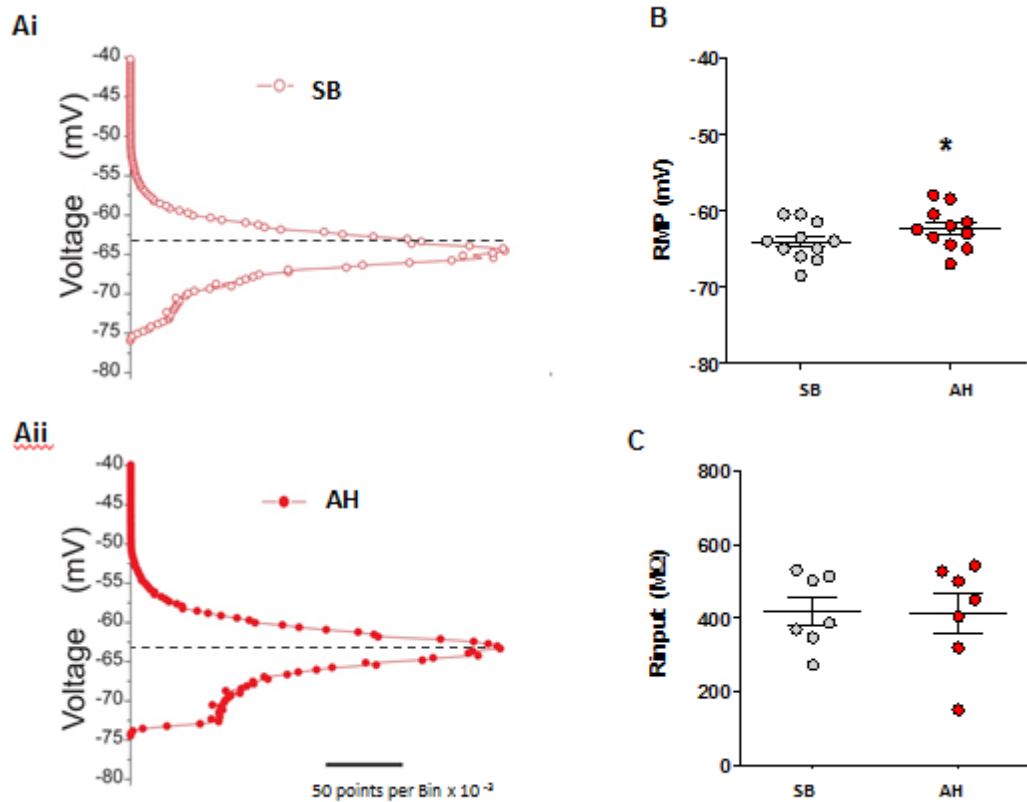 Ai
-40
-45
-50
-55
-60
-65
-70
-75
-80
Voltage (mV)
SB
B
-40
-50
-60
-70
-80
RMP (mV)
*
SB
AH
Aii
-40
-45
-50
-55
-60
-65
-70
-75
-80
Voltage (mV)
AH
50 points per Bin x 10 ⁻³
C
800
600
400
200
0
Rinput (MΩ)
SB
AH